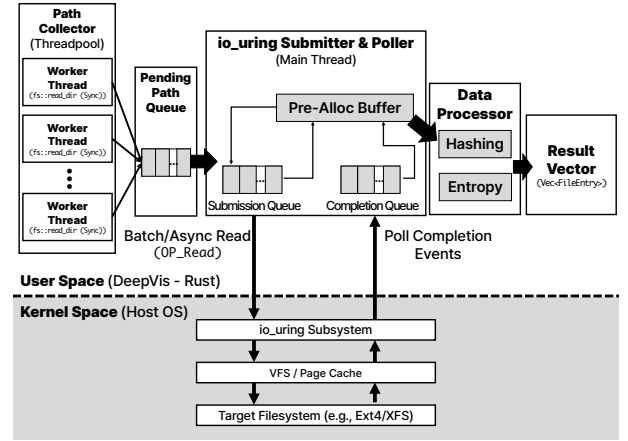 Path
Collector
(Threadpool)
Worker
Thread
(fs::read_dir (Sync))
Worker
Thread
(fs::read_dir (Sync))
Worker
Thread
(fs::read_dir (Sync))
Pending
Path
Queue
...
io_uring Submitter & Poller
(Main Thread)
Pre-Alloc Buffer
...
Submission Queue
...
Completion Queue
Data
Processor
Hashing
Entropy
Result
Vector
(Vec<FileEntry>)
Batch/Async Read
(OP_Read)
Poll Completion
Events
User Space (DeepVis - Rust)
Kernel Space (Host OS)
io_uring Subsystem
VFS / Page Cache
Target Filesystem (e.g., Ext4/XFS)